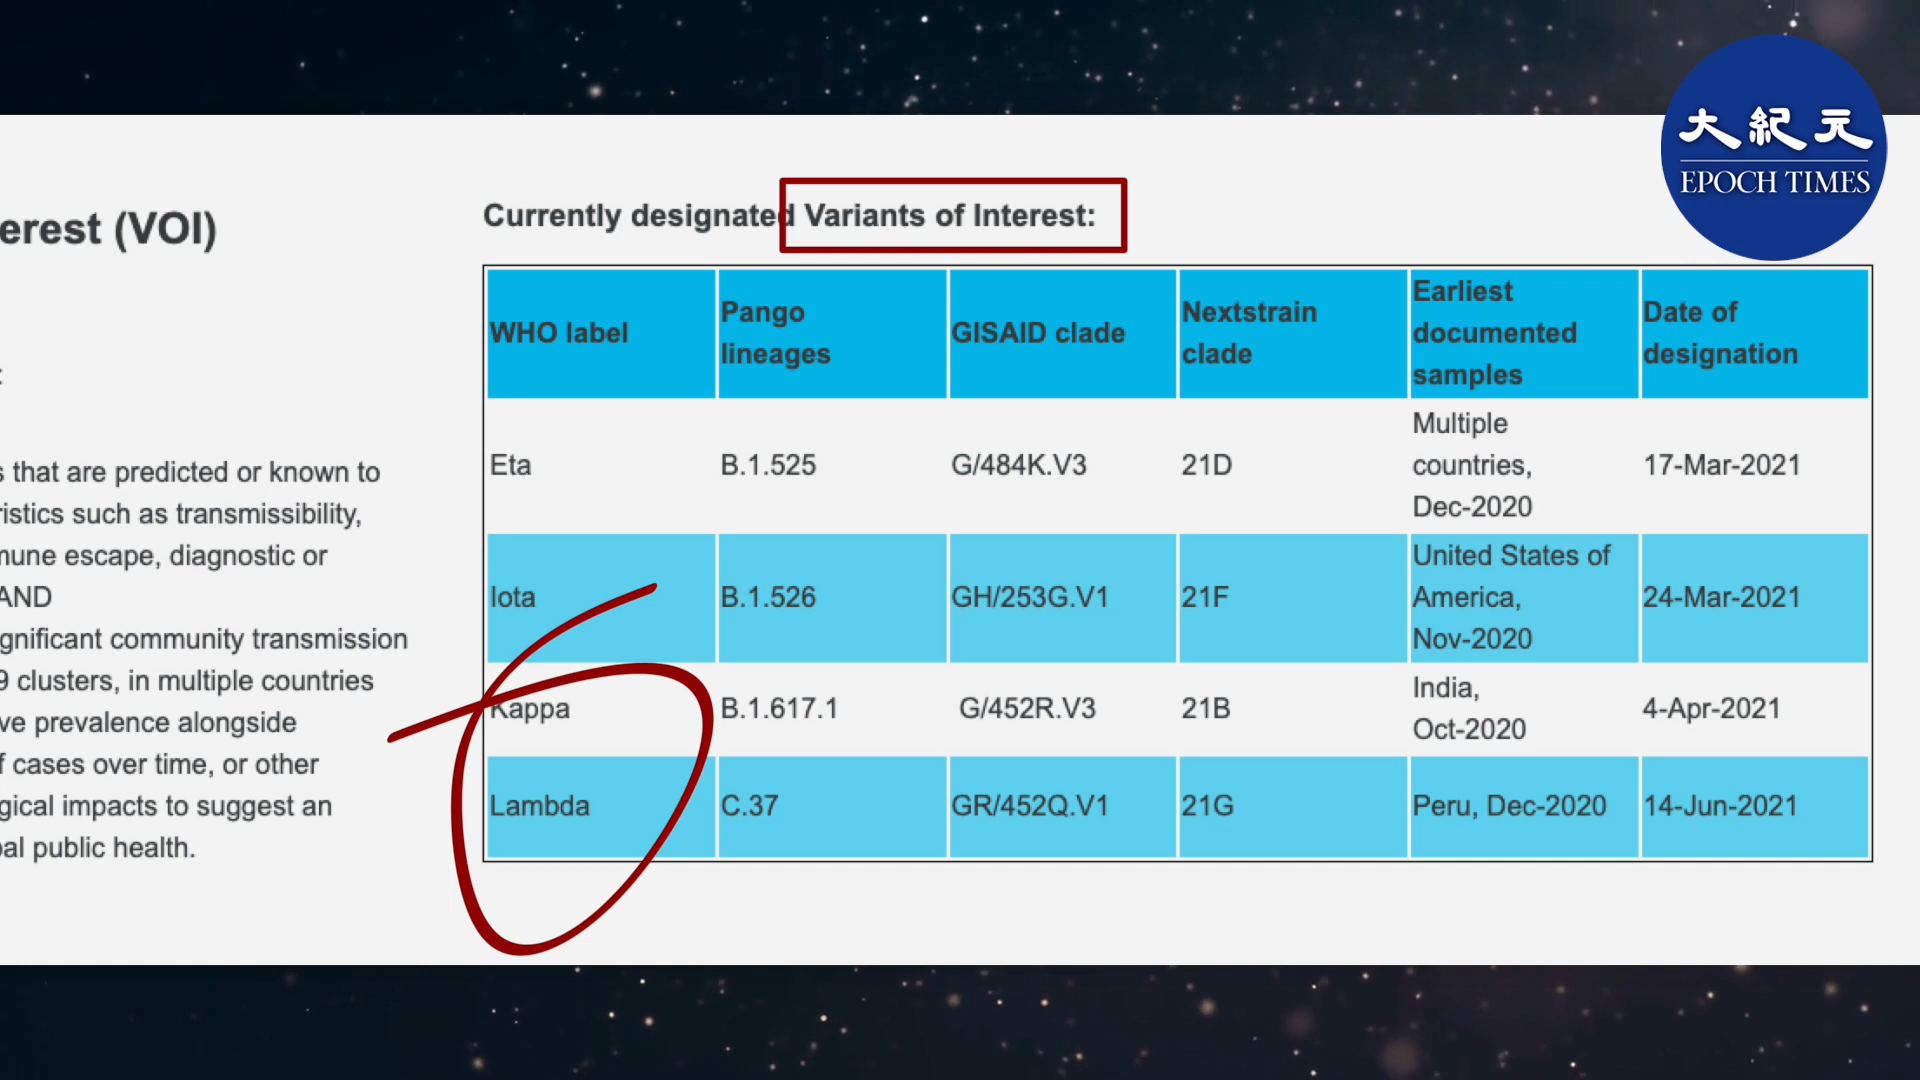 大紀元
EPOCH TIMES
erest (VOI)
:
s that are predicted or known to
ristics such as transmissibility,
mune escape, diagnostic or
AND
gnificant community transmission
9 clusters, in multiple countries
ve prevalence alongside
f cases over time, or other
gical impacts to suggest an
bal public health.
Currently designated Variants of Interest:
WHO label
Pango
lineages
GISAID clade
Nextstrain
clade
Earliest
documented
samples
Date of
designation
Eta
B.1.525
G/484K.V3
21D
Multiple
countries,
Dec-2020
17-Mar-2021
Iota
B.1.526
GH/253G.V1
21F
United States of
America,
Nov-2020
24-Mar-2021
Kappa
B.1.617.1
G/452R.V3
21B
India,
Oct-2020
4-Apr-2021
Lambda
C.37
GR/452Q.V1
21G
Peru, Dec-2020
14-Jun-2021